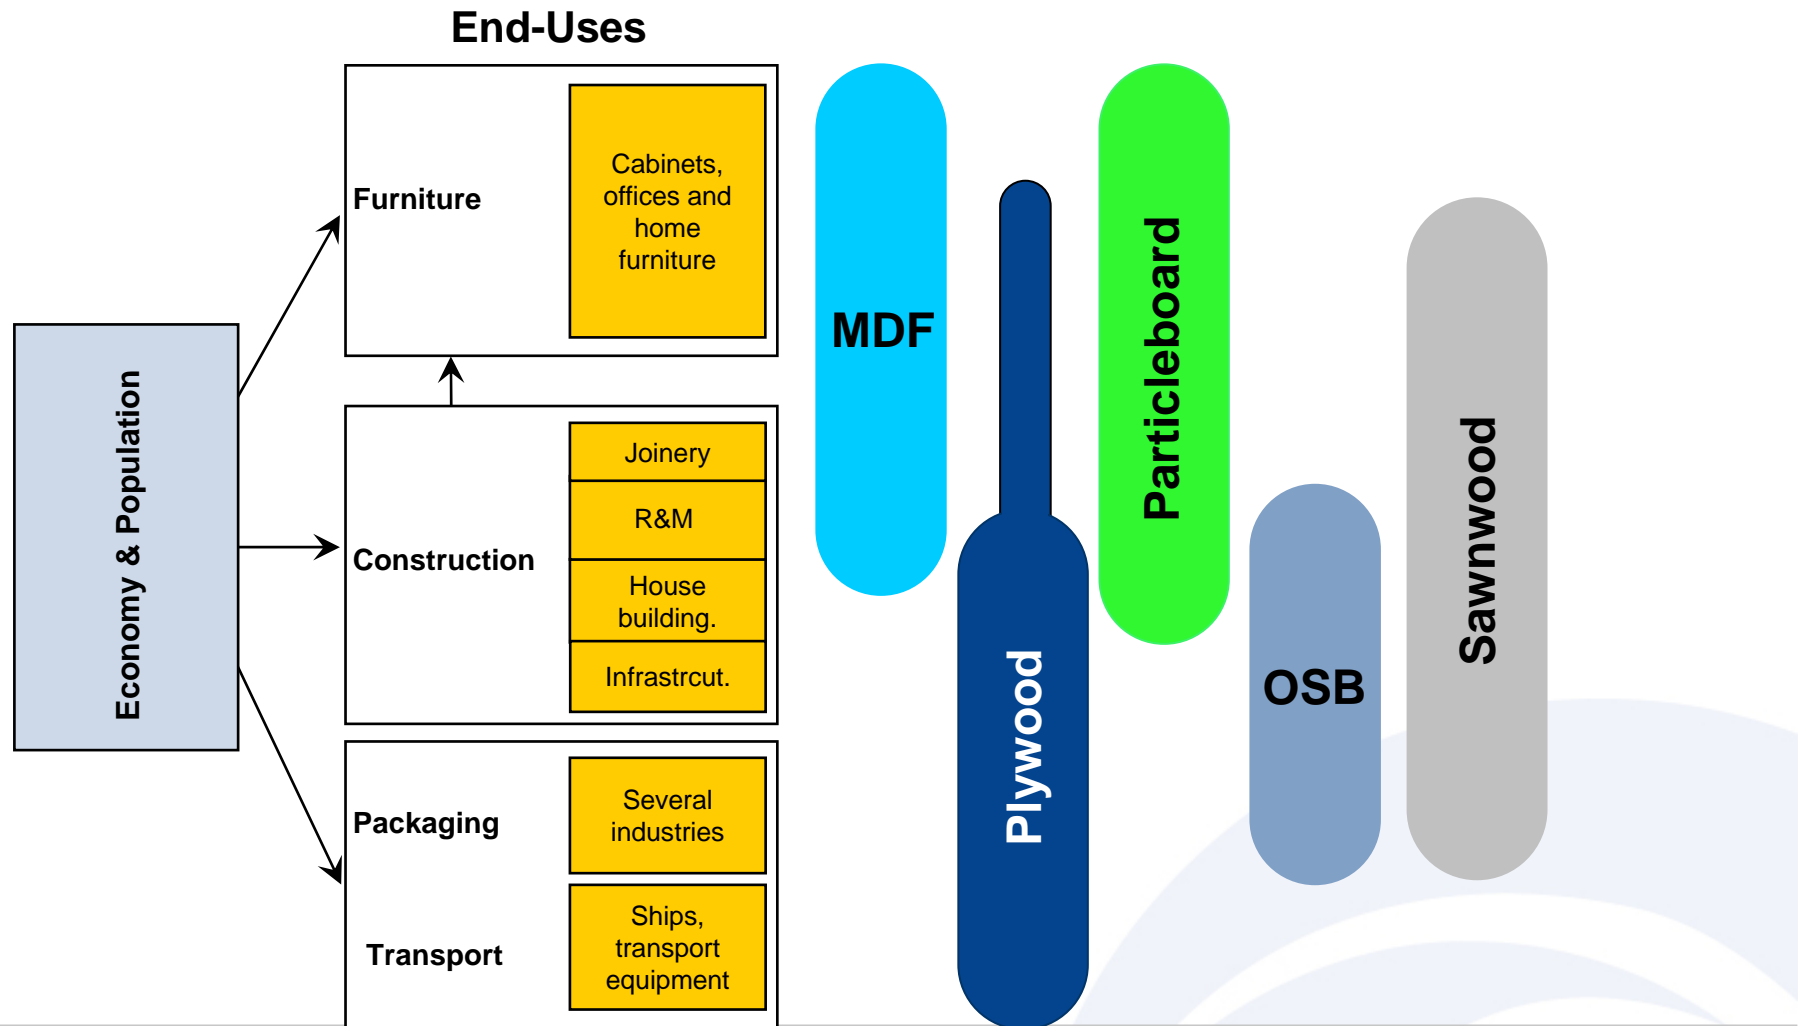 End-Uses
Furniture
Cabinets,
offices and
home
furniture
Economy & Population
Construction
Joinery
R&M
House
building.
Infrastrcut.
Packaging
Several
industries
Transport
Ships,
transport
equipment
MDF
Plywood
Particleboard
OSB
Sawnwood